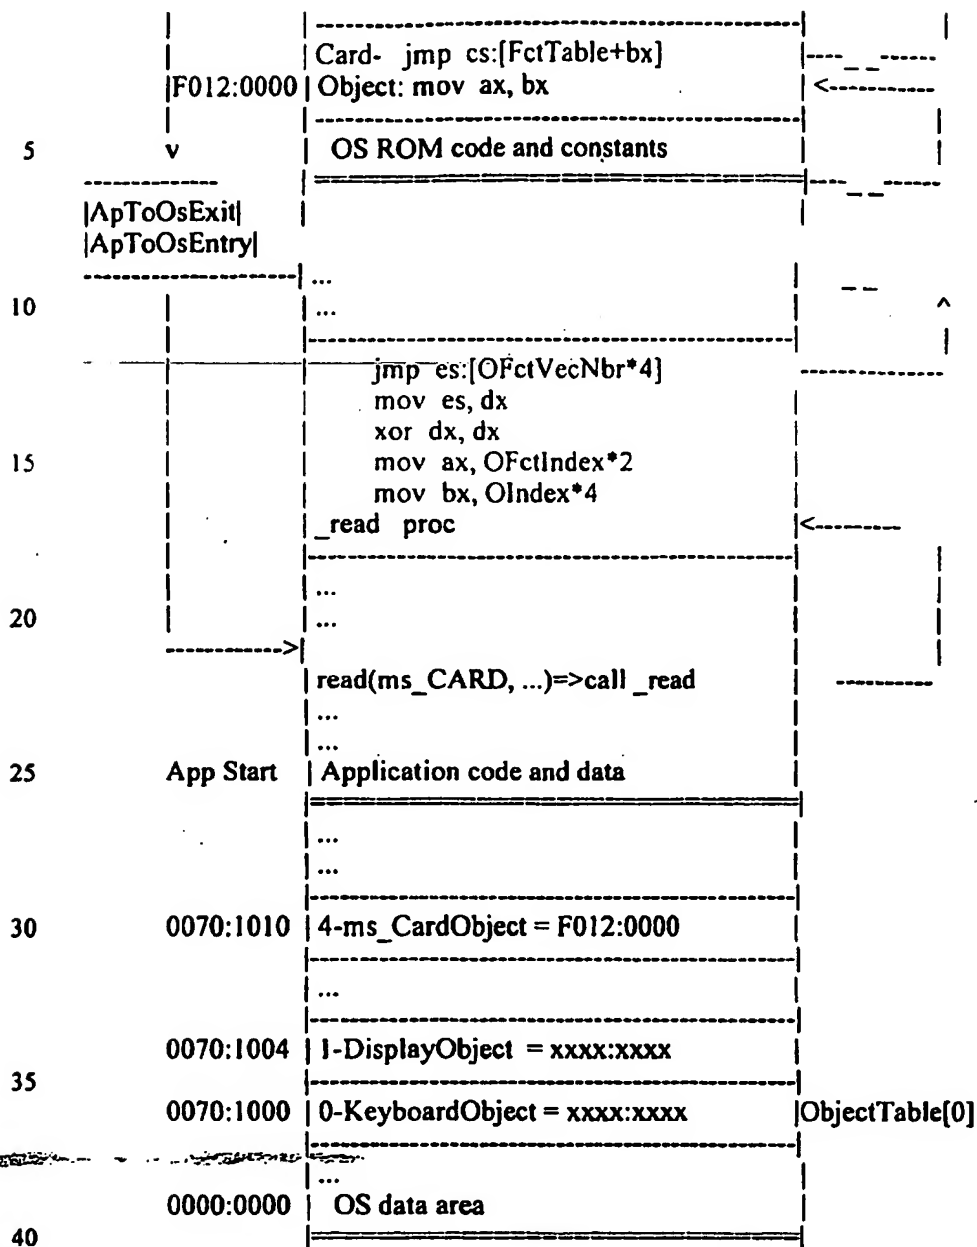 Card- jmp cs:[FctTable+bx]
F012:0000 Object: mov ax, bx
5 v OS ROM code and constants
|ApToOsExit|
|ApToOsEntry|
...
10 ...
jmp es:[OFctVecNbr*4]
mov es, dx
xor dx, dx
15 mov ax, OFctIndex*2
mov bx, OIndex*4
_read proc
...
20 ...
read(ms_CARD, ...)=>call _read
...
...
25 App Start Application code and data
...
...
30 0070:1010 4-ms_CardObject = F012:0000
...
0070:1004 1-DisplayObject = xxxx:xxxx
35
0070:1000 0-KeyboardObject = xxxx:xxxx |ObjectTable[0]
...
0000:0000 OS data area
40